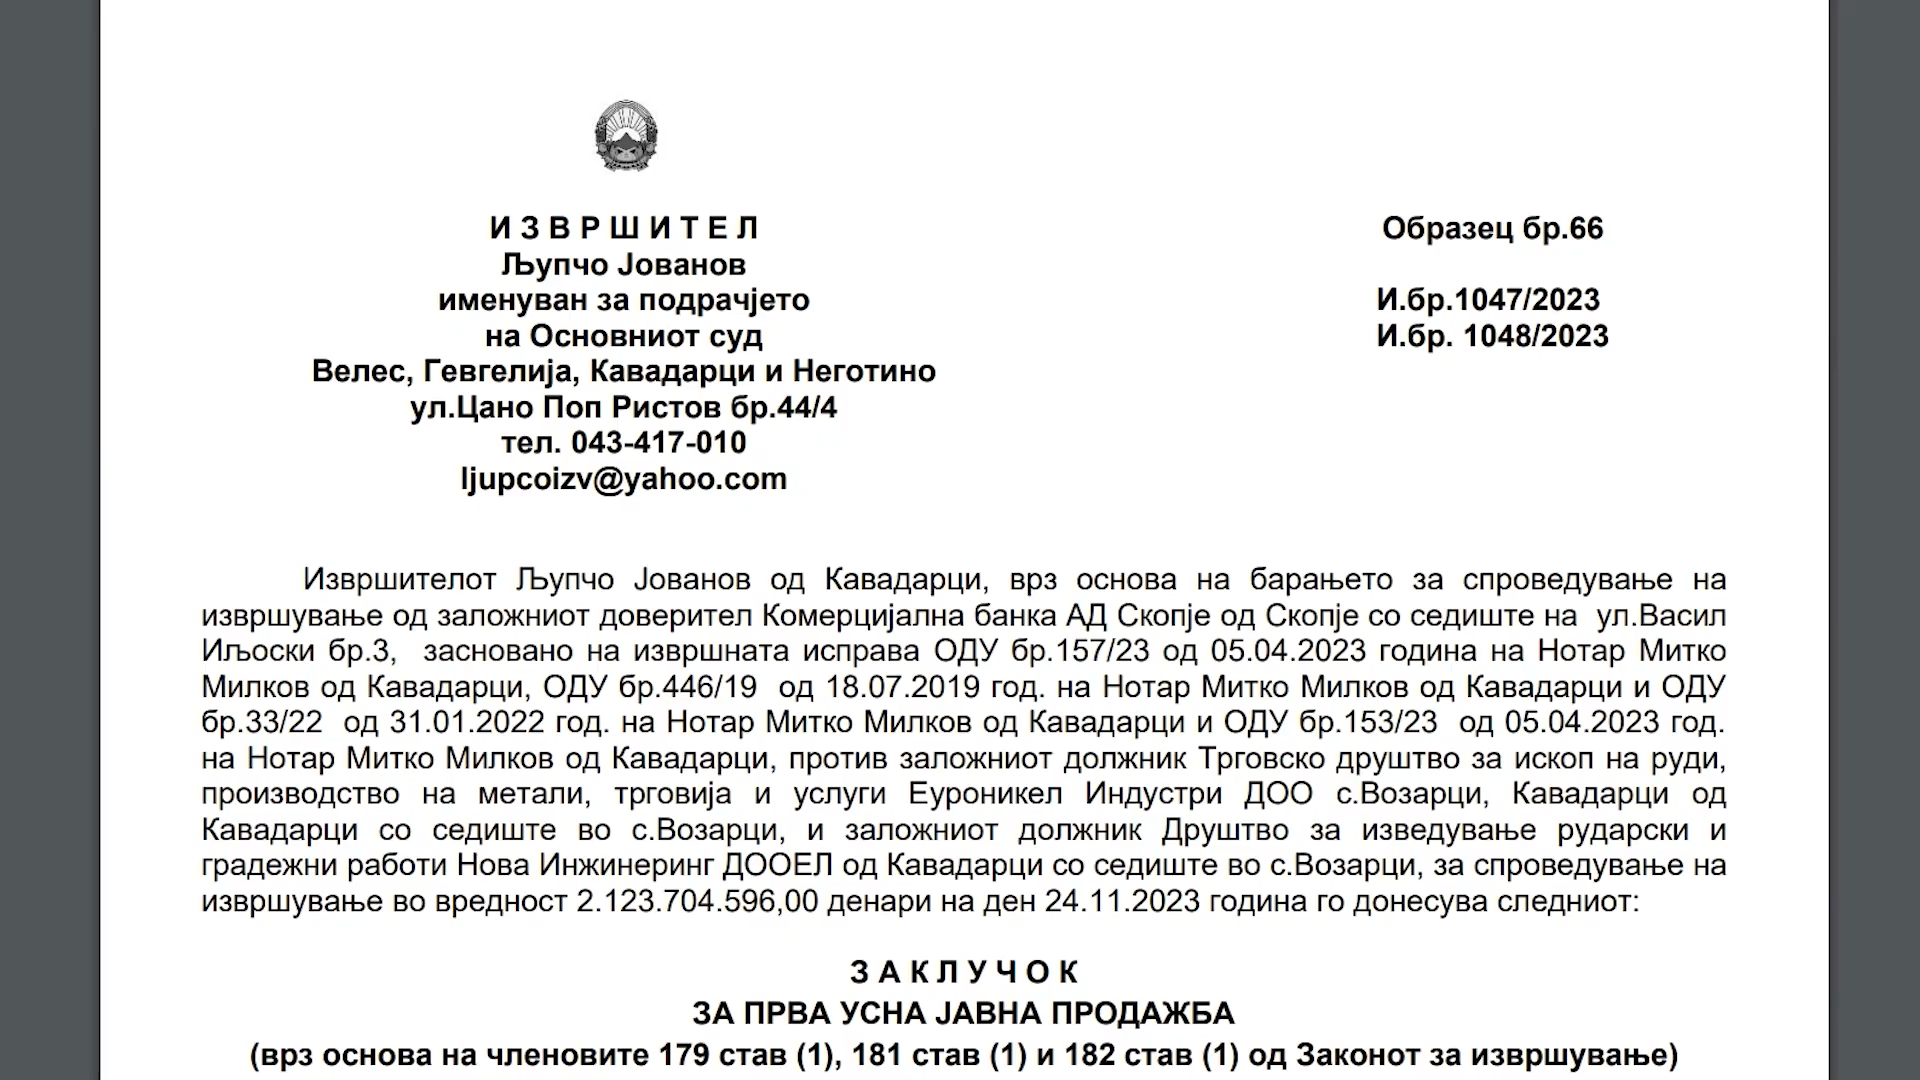 И З В Р Ш И Т Е Л
Љупчо Јованов
именуван за подрачјето
на Основниот суд
Велес, Гевгелија, Кавадарци и Неготино
ул.Цано Поп Ристов бр.44/4
тел. 043-417-010
ljupcoizv@yahoo.com
Образец бр.66
И.бр.1047/2023
И.бр. 1048/2023
Извршителот Љупчо Јованов од Кавадарци, врз основа на барањето за спроведување на
извршување од заложниот доверител Комерцијална банка АД Скопје од Скопје со седиште на ул.Васил
Иљоски бр.3, засновано на извршната исправа ОДУ бр.157/23 од 05.04.2023 година на Нотар Митко
Милков од Кавадарци, ОДУ бр.446/19 од 18.07.2019 год. на Нотар Митко Милков од Кавадарци и ОДУ
бр.33/22 од 31.01.2022 год. на Нотар Митко Милков од Кавадарци и ОДУ бр.153/23 од 05.04.2023 год.
на Нотар Митко Милков од Кавадарци, против заложниот должник Трговско друштво за ископ на руди,
производство на метали, трговија и услуги Еуроникел Индустри ДОО с.Возарци, Кавадарци од
Кавадарци со седиште во с.Возарци, и заложниот должник Друштво за изведување рударски и
градежни работи Нова Инжинеринг ДООЕЛ од Кавадарци со седиште во с.Возарци, за спроведување на
извршување во вредност 2.123.704.596,00 денари на ден 24.11.2023 година го донесува следниот:
З А К Л У Ч О К
ЗА ПРВА УСНА ЈАВНА ПРОДАЖБА
(врз основа на членовите 179 став (1), 181 став (1) и 182 став (1) од Законот за извршување)